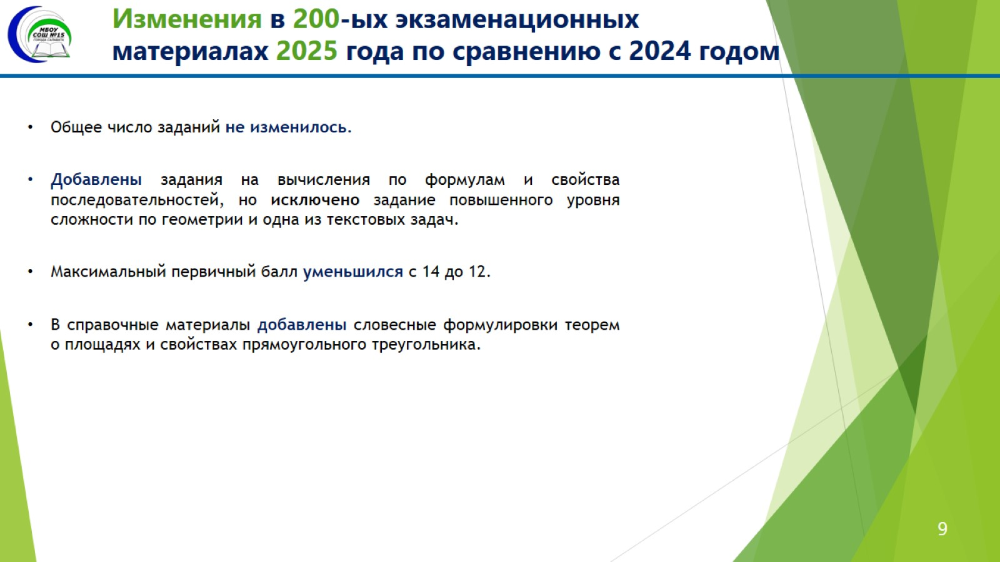 МБОУ
СОШ №15
ГОРОДА САЛАВАТА
Изменения в 200-ых экзаменационных
материалах 2025 года по сравнению с 2024 годом
• Общее число заданий не изменилось.
• Добавлены задания на вычисления по формулам и свойства
последовательностей, но исключено задание повышенного уровня
сложности по геометрии и одна из текстовых задач.
• Максимальный первичный балл уменьшился с 14 до 12.
• В справочные материалы добавлены словесные формулировки теорем
о площадях и свойствах прямоугольного треугольника.
9